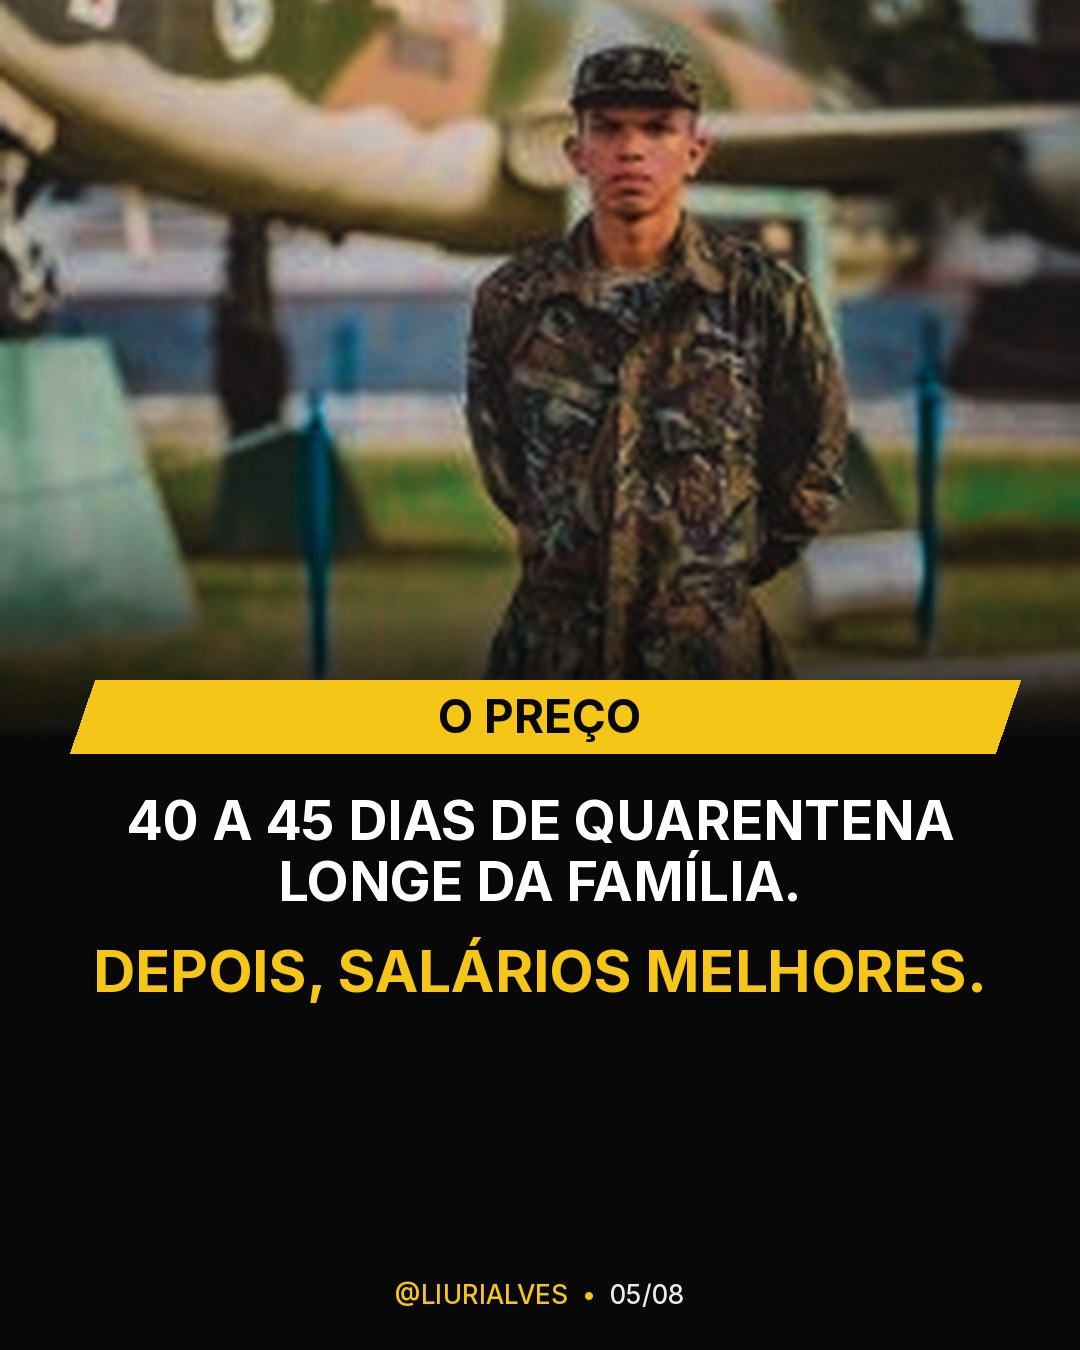 O PREÇO
40 A 45 DIAS DE QUARENTENA
LONGE DA FAMÍLIA.
DEPOIS, SALÁRIOS MELHORES.
@LIURIALVES • 05/08